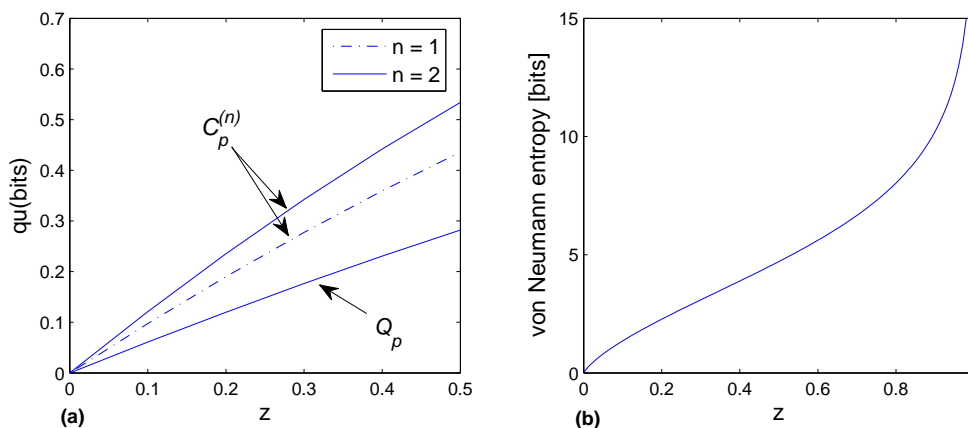 0.7
0.6
0.5
0.4
0.3
0.2
0.1
0
qu(bits)
n = 1
n = 2
C_p^{(n)}
Q_p
0 0.1 0.2 0.3 0.4 0.5
(a) z
15
10
5
0
von Neumann entropy [bits]
0 0.2 0.4 0.6 0.8
(b) z